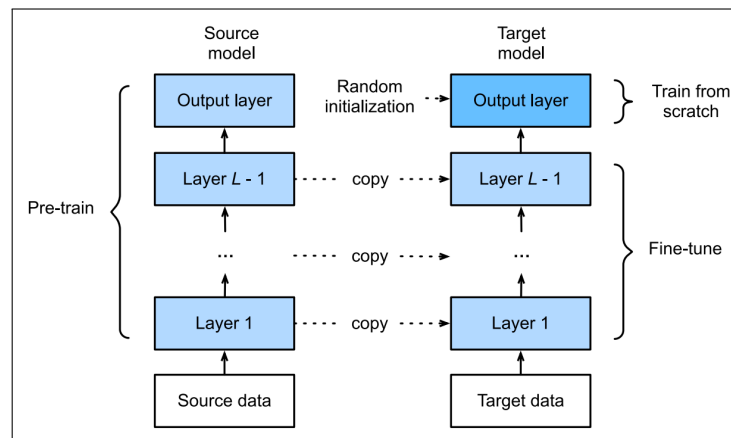 Source
model
Target
model
Output layer
Random
initialization
Output layer
Train from
scratch
Layer L - 1
copy
Layer L - 1
Pre-train
...
copy
...
Fine-tune
Layer 1
copy
Layer 1
Source data
Target data